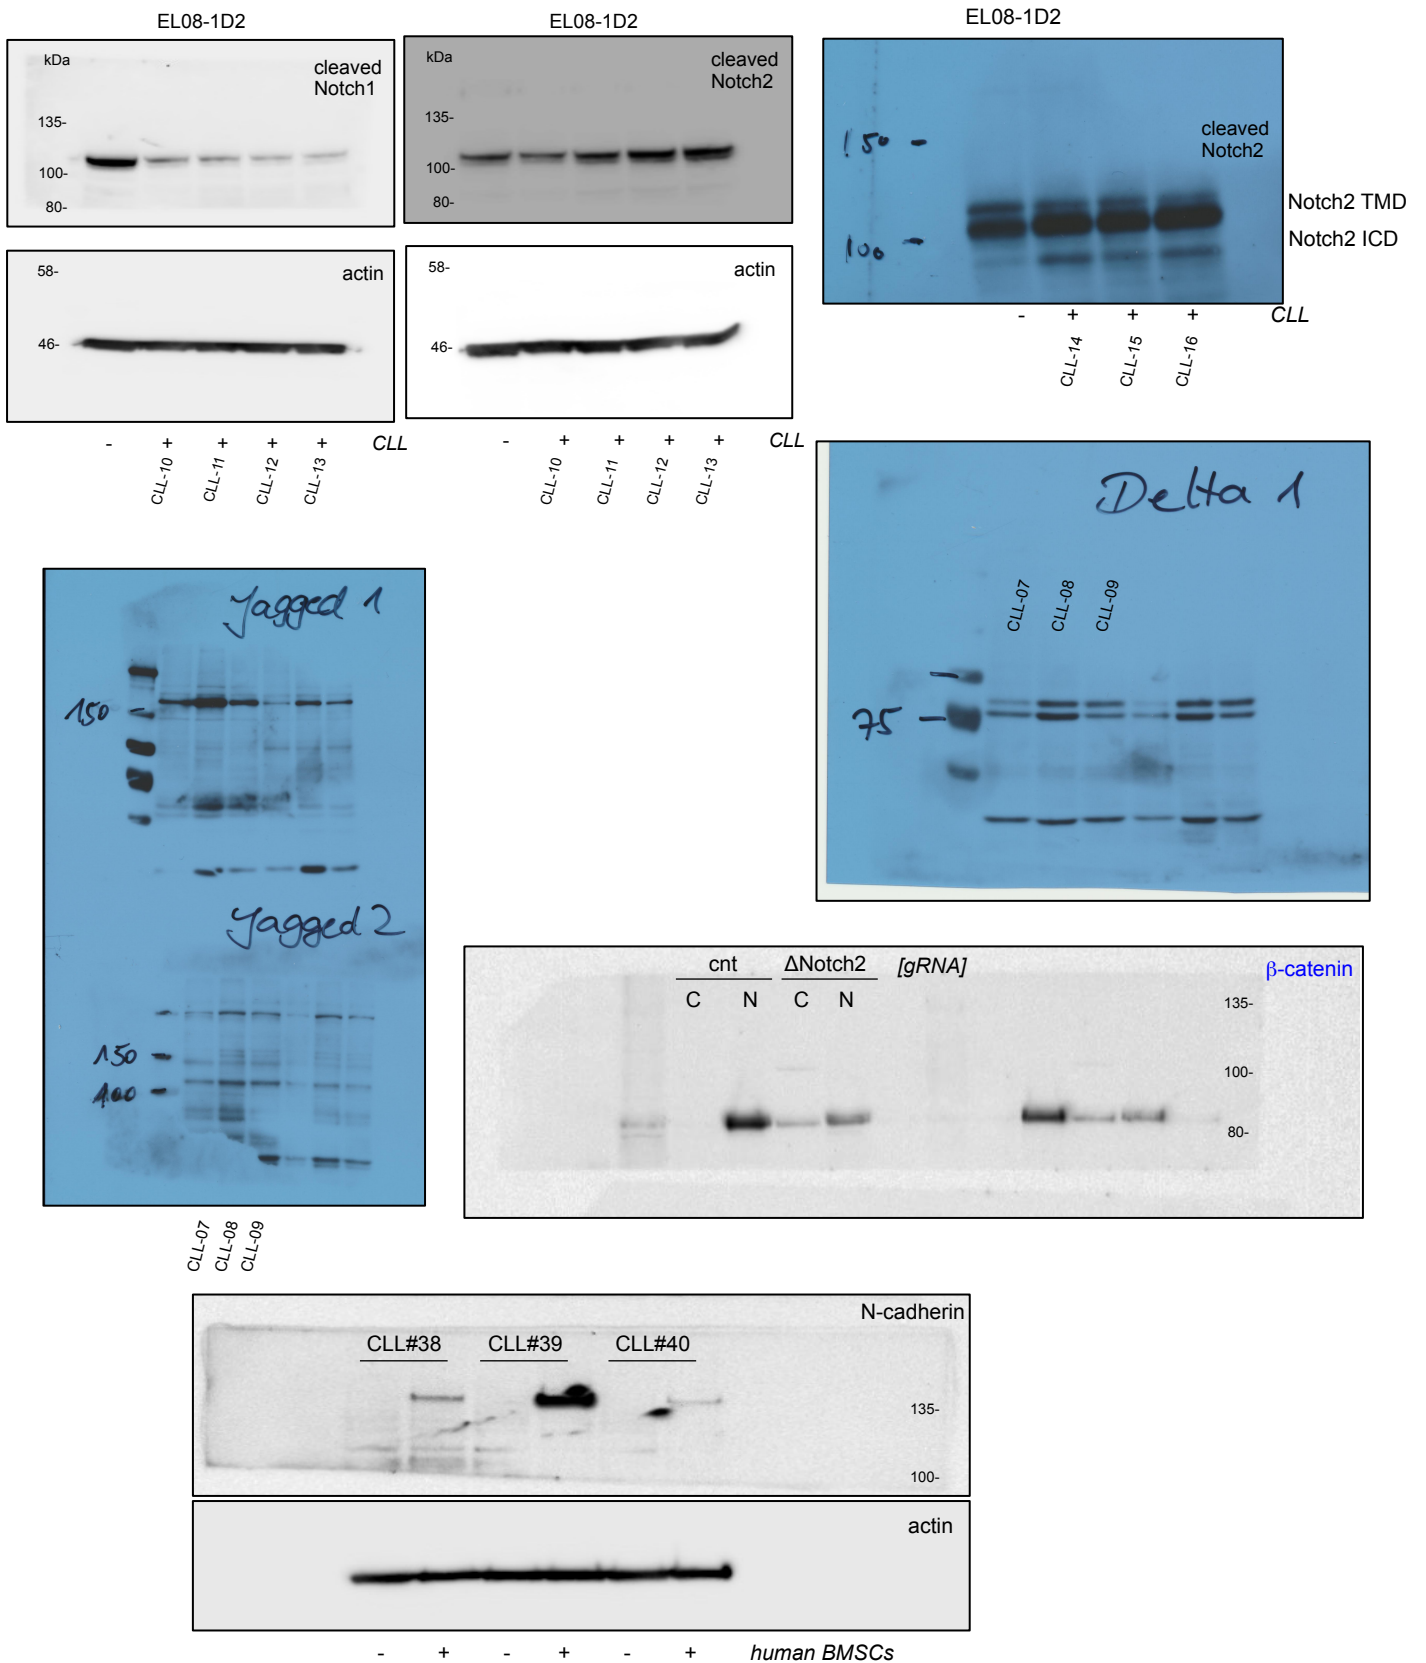 EL08-1D2
kDa
cleaved
Notch1
135-
100-
80-
58-
actin
46-
- + + + + CLL
CLL-10 CLL-11 CLL-12 CLL-13
EL08-1D2
kDa
cleaved
Notch2
135-
100-
80-
58-
actin
46-
- + + + + CLL
CLL-10 CLL-11 CLL-12 CLL-13
EL08-1D2
150 -
cleaved
Notch2
Notch2 TMD
Notch2 ICD
100 -
- + + + CLL
CLL-14 CLL-15 CLL-16
Delta 1
CLL-07 CLL-08 CLL-09
75 -
Jagged 1
150
Jagged 2
150
100
CLL-07 CLL-08 CLL-09
cnt ΔNotch2 [gRNA]
β-catenin
C N C N
135-
100-
80-
N-cadherin
CLL#38 CLL#39 CLL#40
135-
100-
actin
- + - + - + human BMSCs